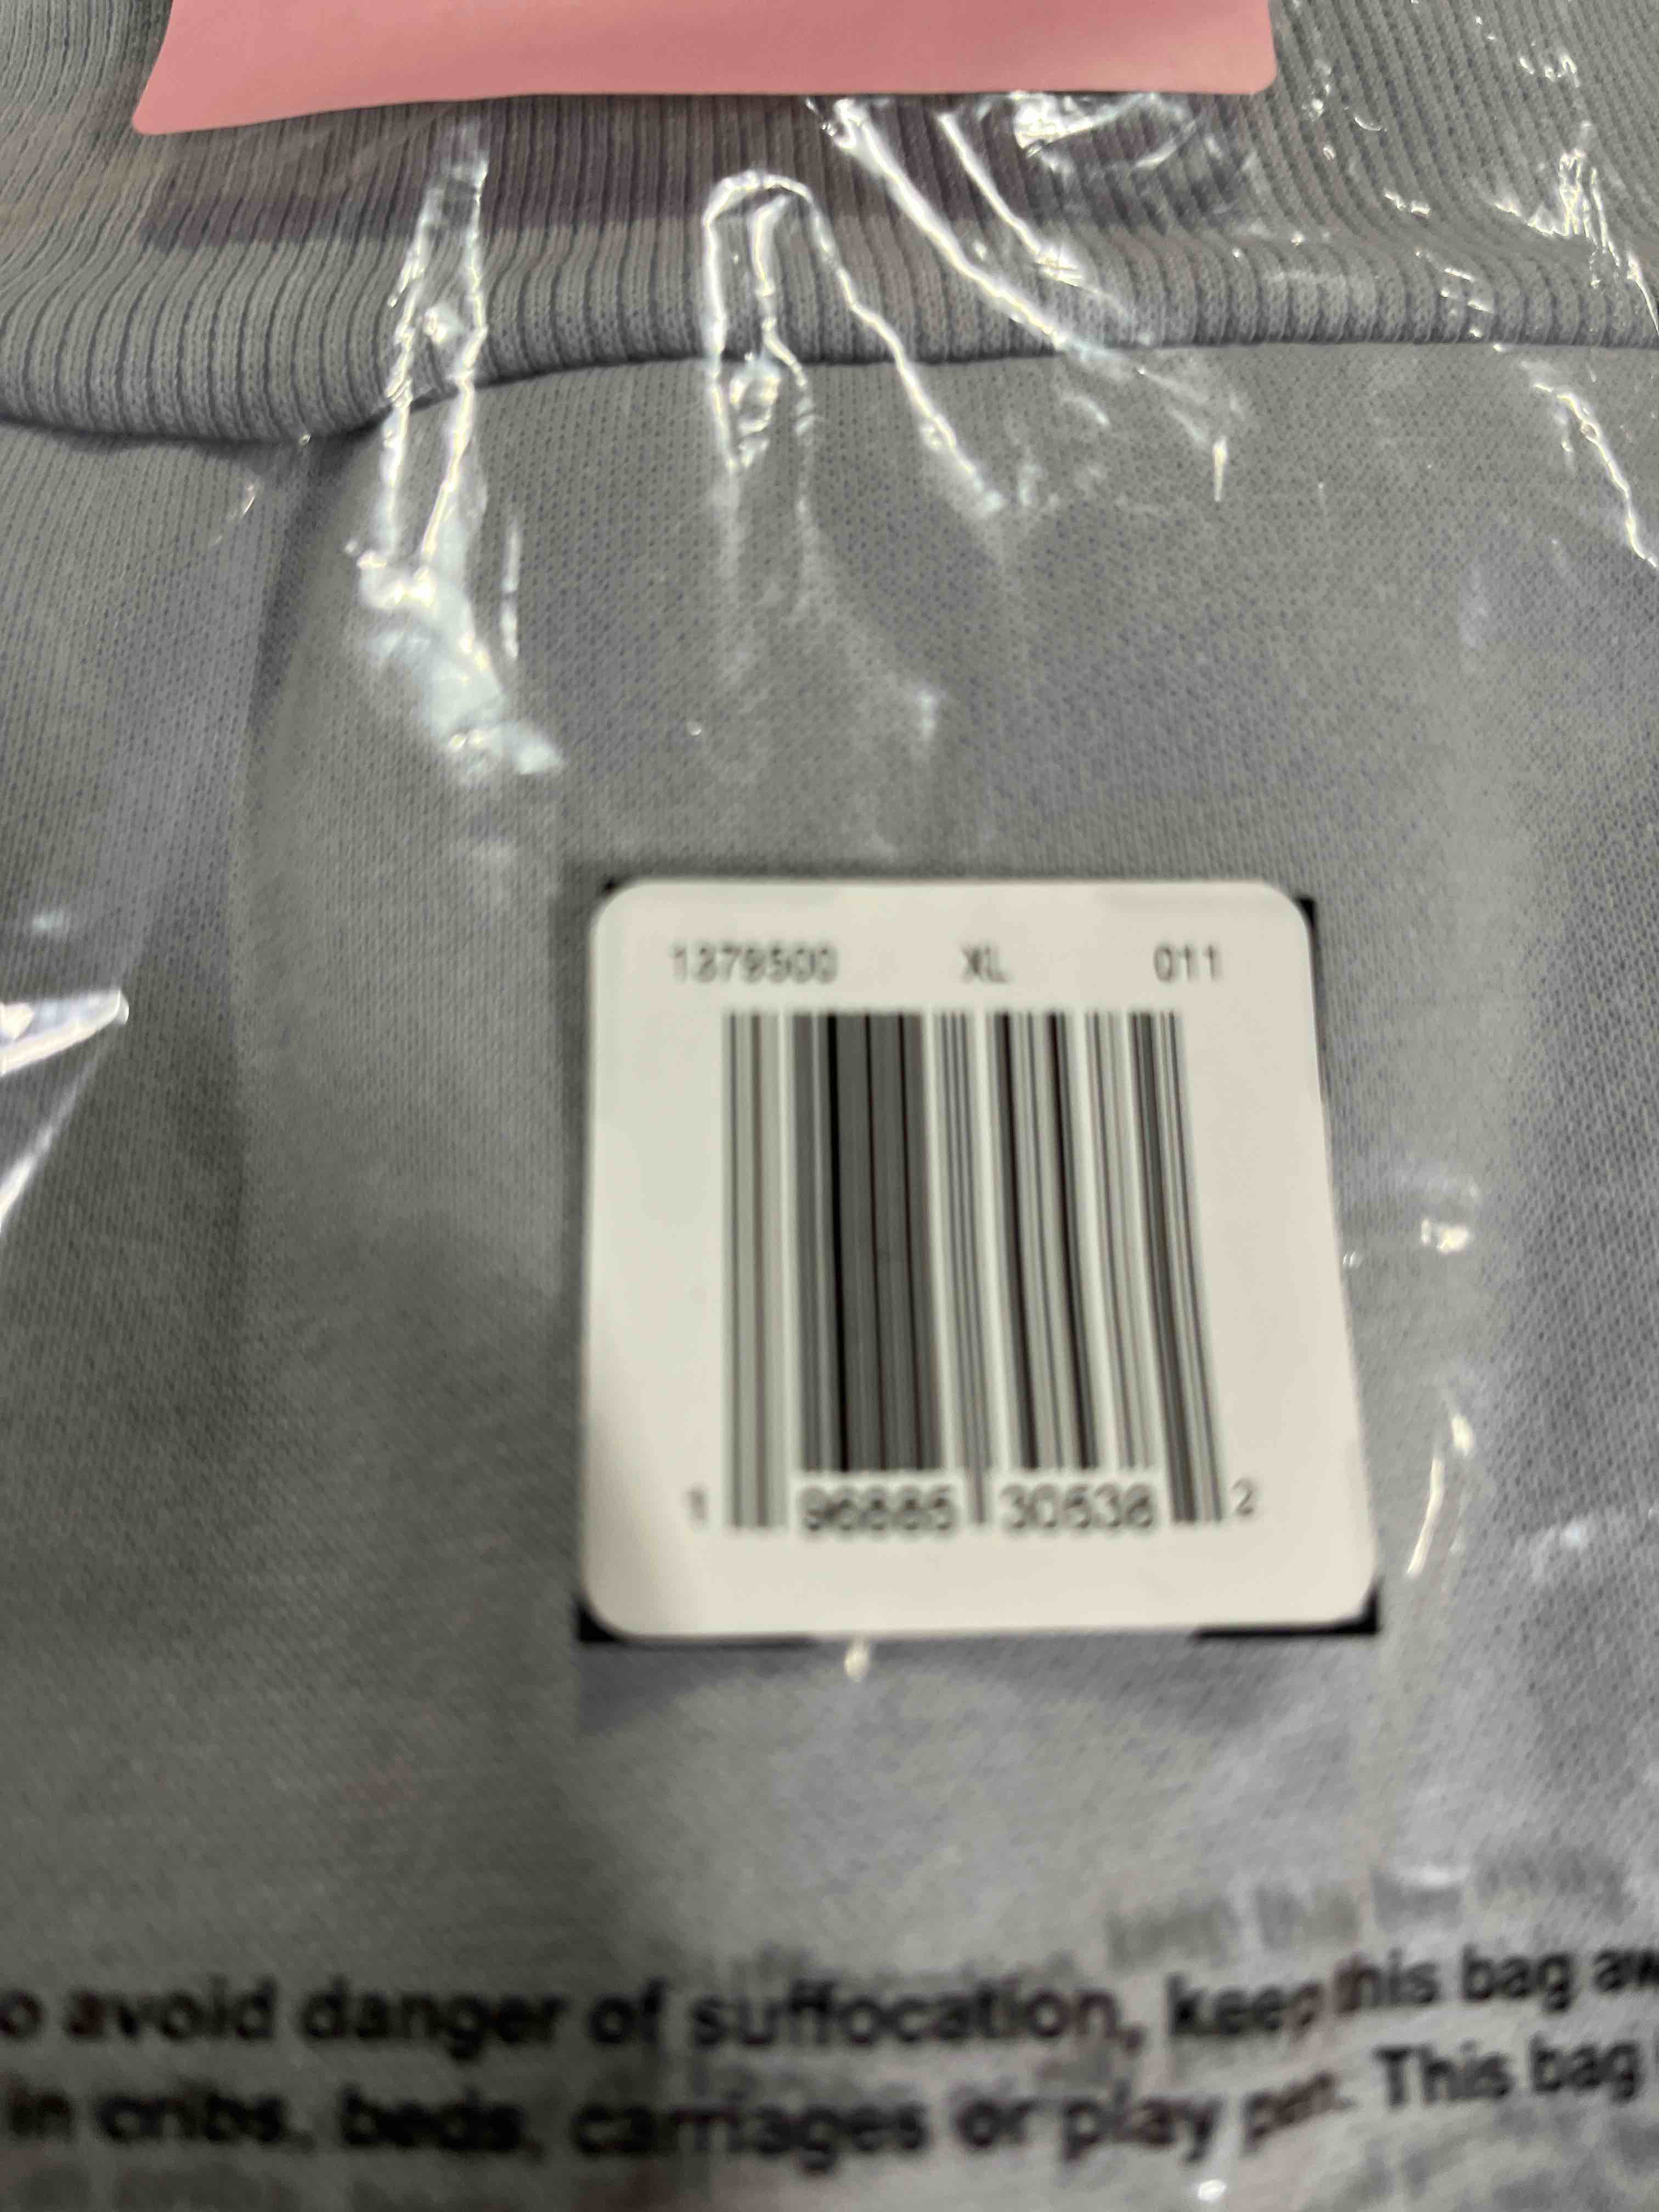 1379500 XL 011
1 96885 30538 2
o avoid danger of suffocation, keep this bag aw
in cribs, beds, carriages or play pen. This bag